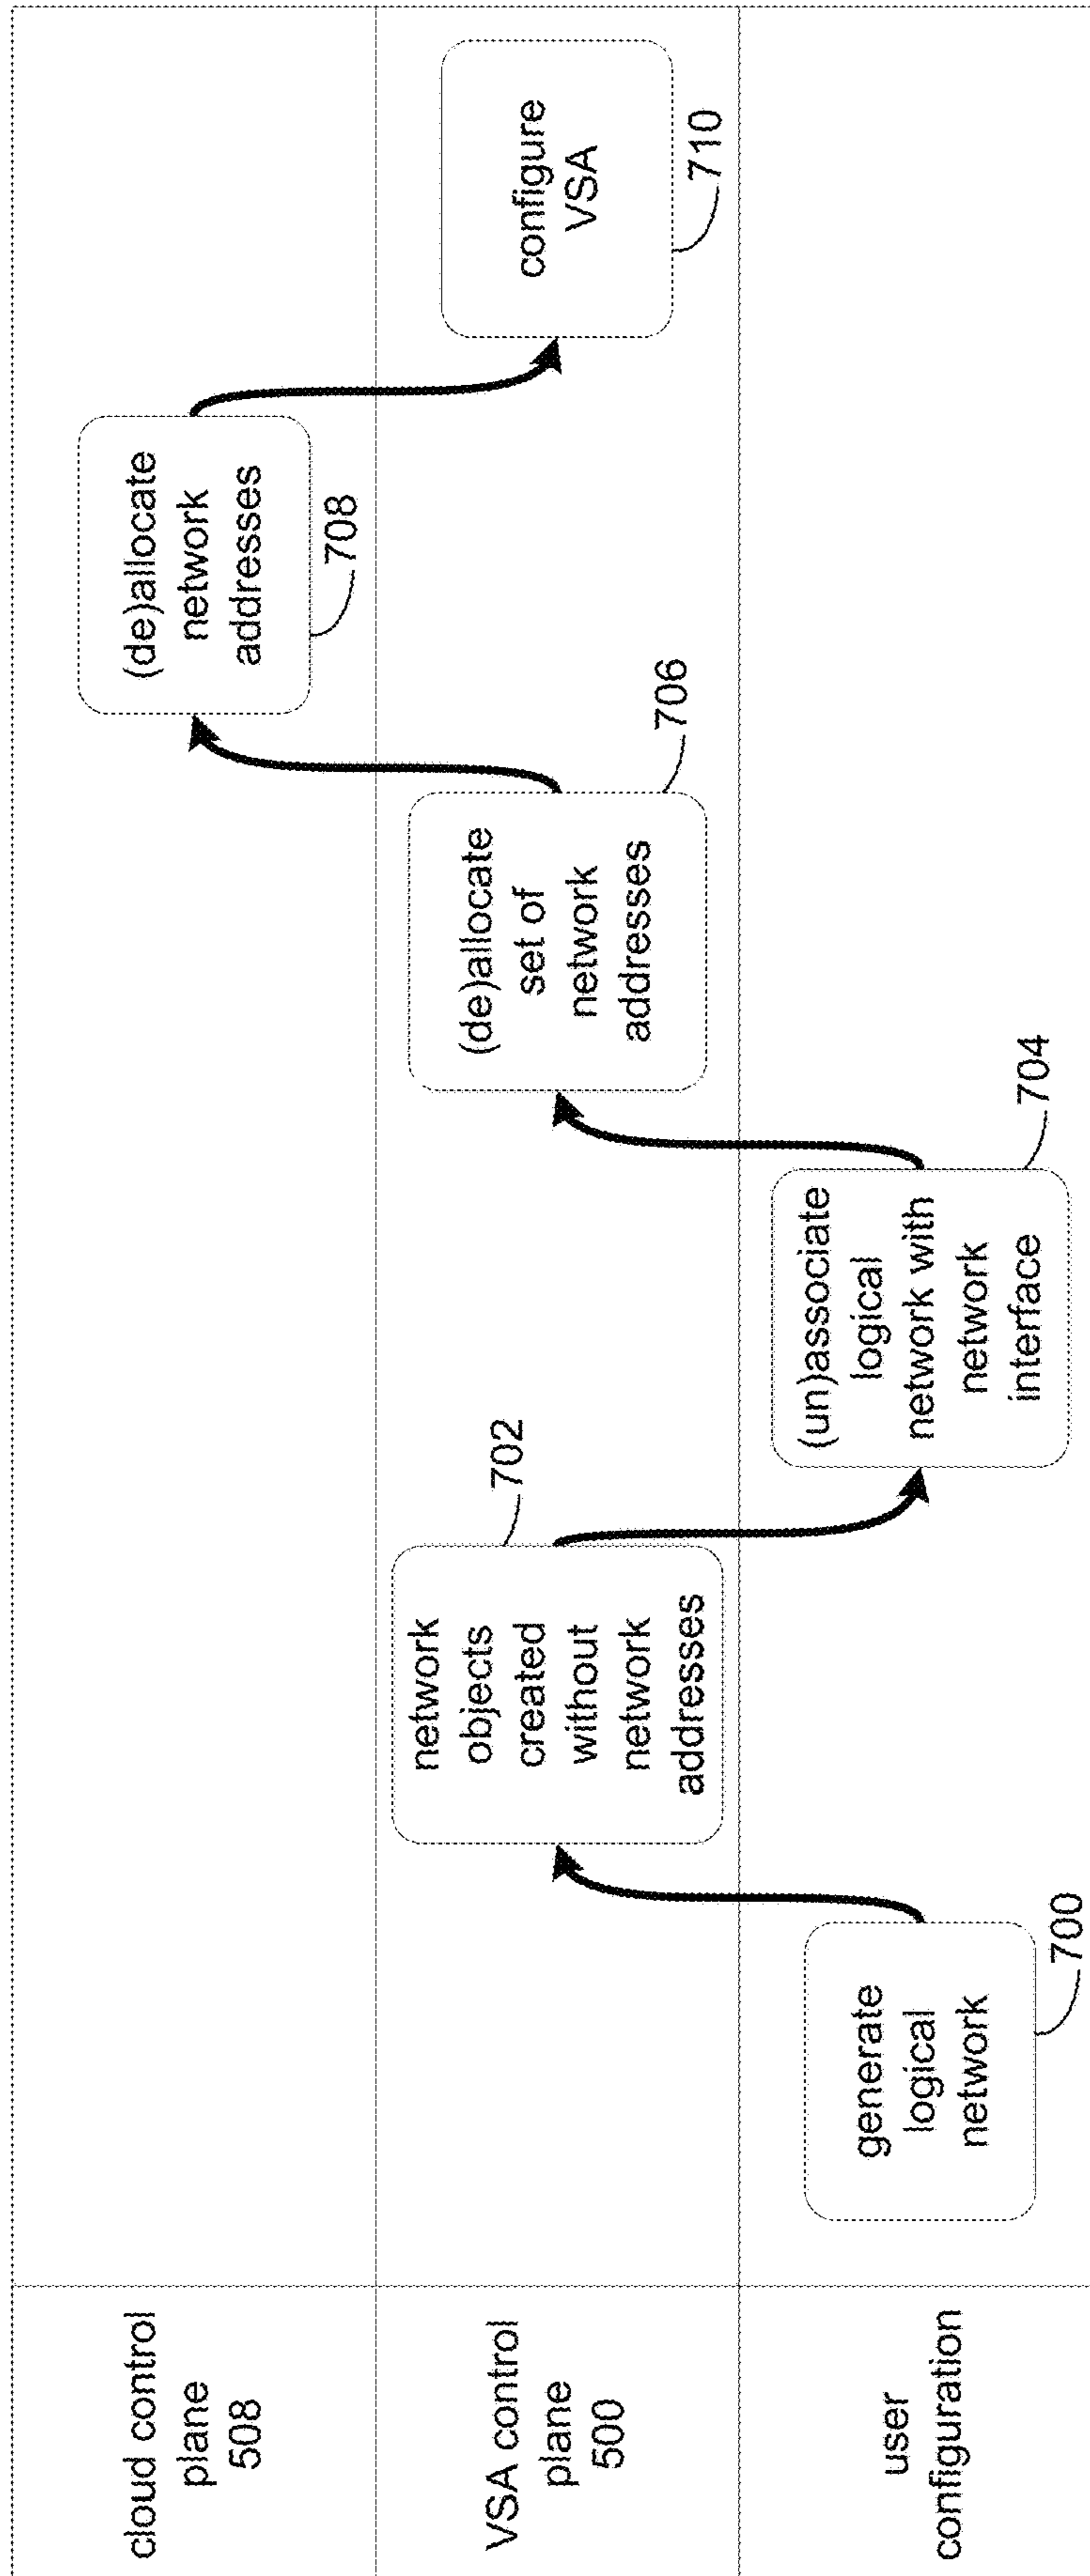 cloud control
plane
508
(de)allocate
network
addresses
708
VSA control
plane
500
network
objects
created
without
network
addresses
702
(de)allocate
set of
network
addresses
706
configure
VSA
710
user
configuration
generate
logical
network
700
(un)associate
logical
network with
network
interface
704